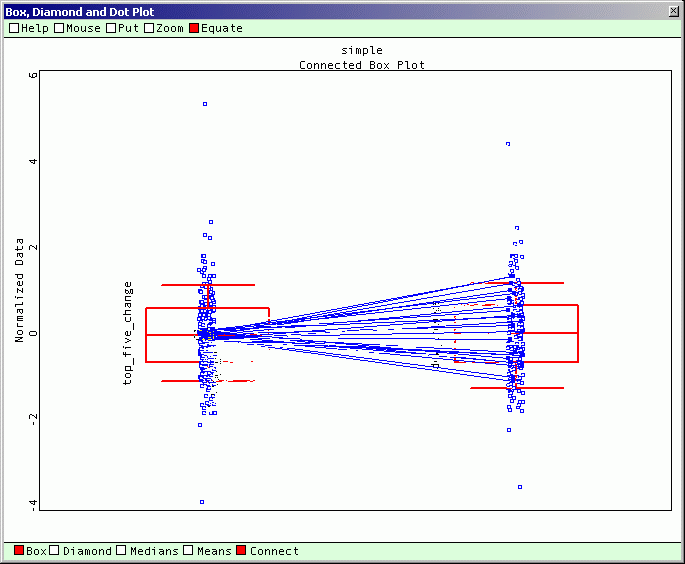 Box, Diamond and Dot Plot
Help Mouse Put Zoom Equate
simple
Connected Box Plot
6
4
2
0
-2
-4
Normalized Data
top_five_change
Box Diamond Medians Means Connect